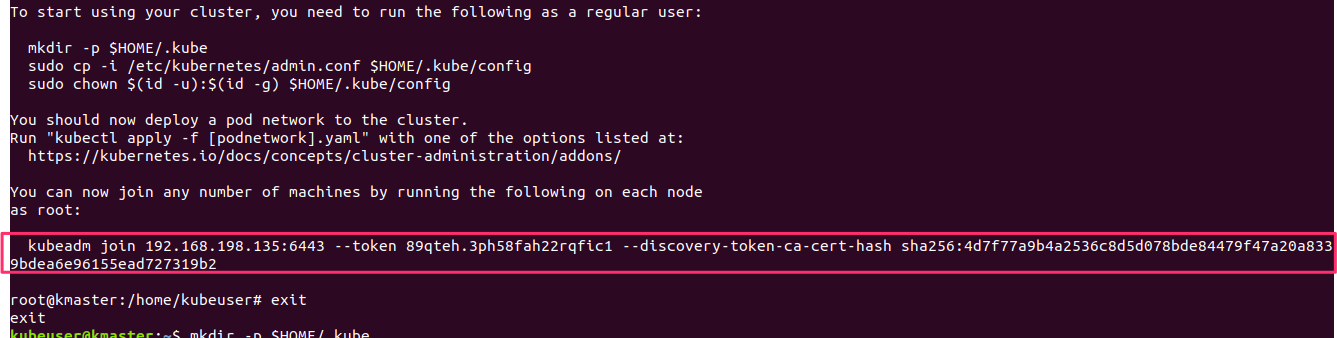 To start using your cluster, you need to run the following as a regular user:
mkdir -p $HOME/.kube
sudo cp -i /etc/kubernetes/admin.conf $HOME/.kube/config
sudo chown $(id -u):$(id -g) $HOME/.kube/config
You should now deploy a pod network to the cluster.
Run "kubectl apply -f [podnetwork].yaml" with one of the options listed at:
https://kubernetes.io/docs/concepts/cluster-administration/addons/
You can now join any number of machines by running the following on each node
as root:
kubeadm join 192.168.198.135:6443 --token 89qteh.3ph58fah22rqfic1 --discovery-token-ca-cert-hash sha256:4d7f77a9b4a2536c8d5d078bde84479f47a20a833
9bdea6e96155ead727319b2
root@kmaster:/home/kubeuser# exit
exit
kubeuser@kmaster:~$ mkdir -p $HOME/.kube